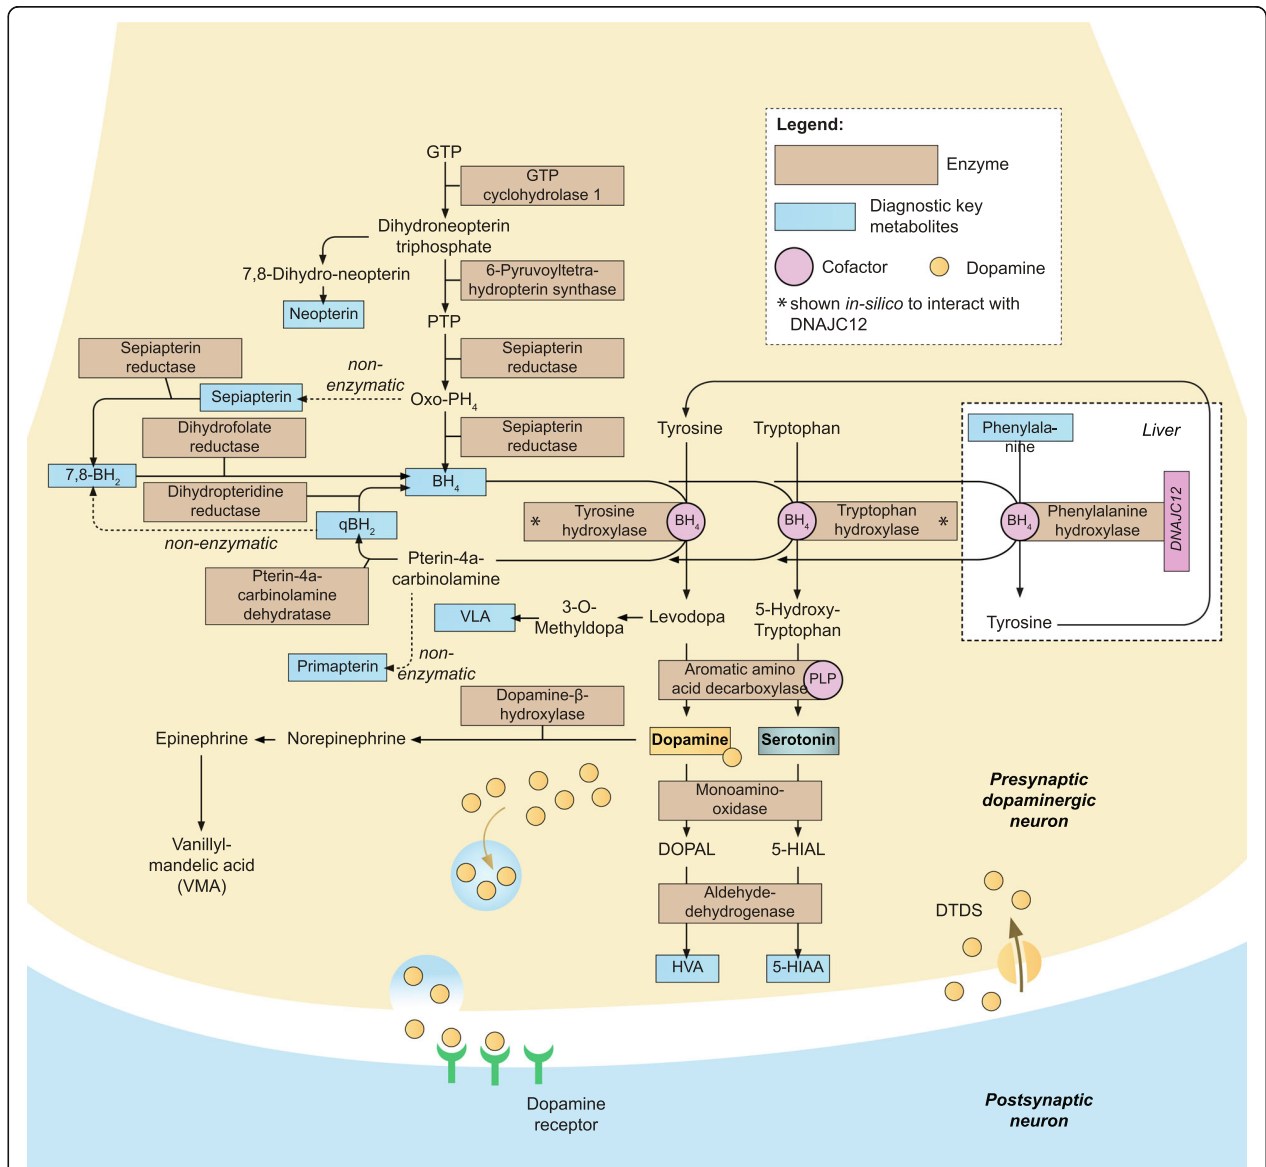 Legend:
Enzyme
Diagnostic key
metabolites
Cofactor
Dopamine
*shown in-silico to interact with
DNAJC12
GTP
GTP
cyclohydrolase 1
Dihydroneopterin
triphosphate
7,8-Dihydro-neopterin
6-Pyruvoyltetra-
hydropterin synthase
Neopterin
PTP
Sepiapterin
reductase
Sepiapterin
reductase
non-
enzymatic
Sepiapterin
Oxo-PH4
Dihydrofolate
reductase
Sepiapterin
reductase
7,8-BH2
BH4
Dihydropteridine
reductase
qBH2
non-enzymatic
Pterin-4a-
carbinolamine
Pterin-4a-
carbinolamine
dehydratase
Tyrosine
Tryptophan
Phenylala-
nine
Liver
* Tyrosine
hydroxylase
BH4
BH4
Tryptophan
hydroxylase *
BH4
Phenylalanine
hydroxylase
DNAJC12
VLA
3-O-
Methyldopa
Levodopa
5-Hydroxy-
Tryptophan
Tyrosine
Primapterin
non-
enzymatic
Aromatic amino
acid decarboxylase
PLP
Dopamine-β-
hydroxylase
Epinephrine
Norepinephrine
Dopamine
Serotonin
Monoamino-
oxidase
Presynaptic
dopaminergic
neuron
Vanillyl-
mandelic acid
(VMA)
DOPAL
5-HIAL
Aldehyde-
dehydrogenase
DTDS
HVA
5-HIAA
Dopamine
receptor
Postsynaptic
neuron